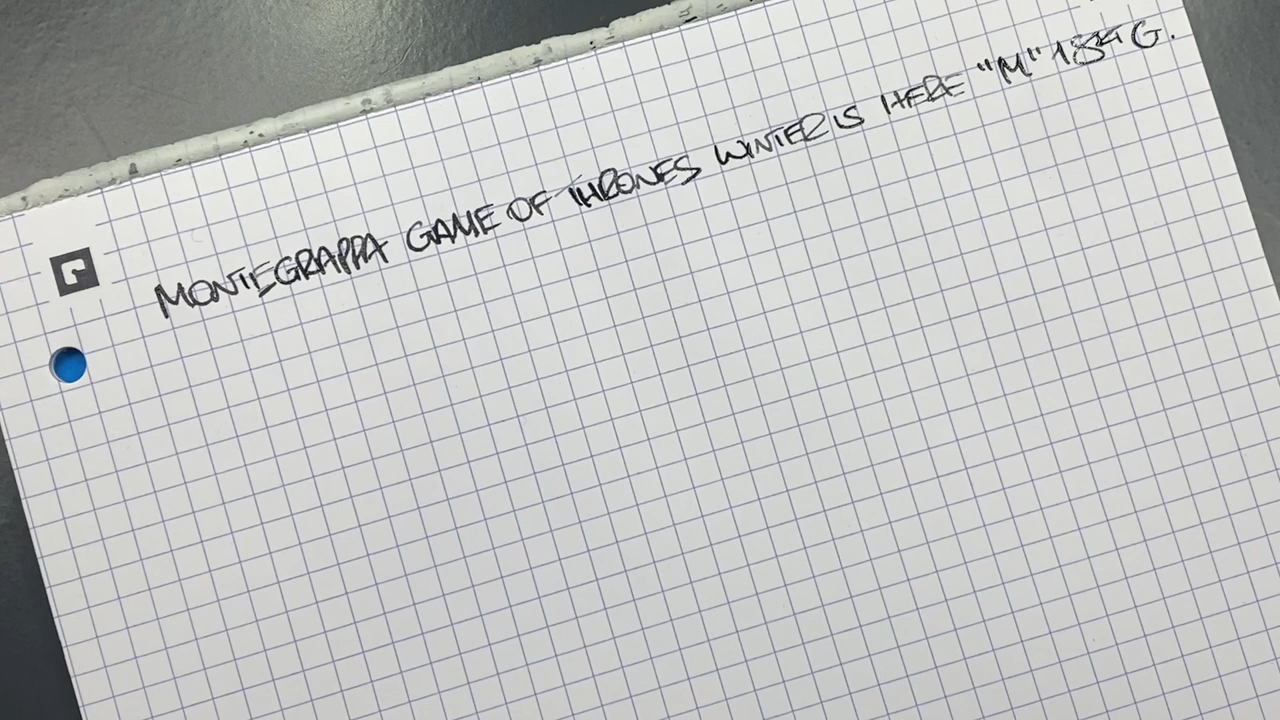 MONTEGRAPPA GAME OF THRONES WINTER IS HERE "M" 18ᴷ G.